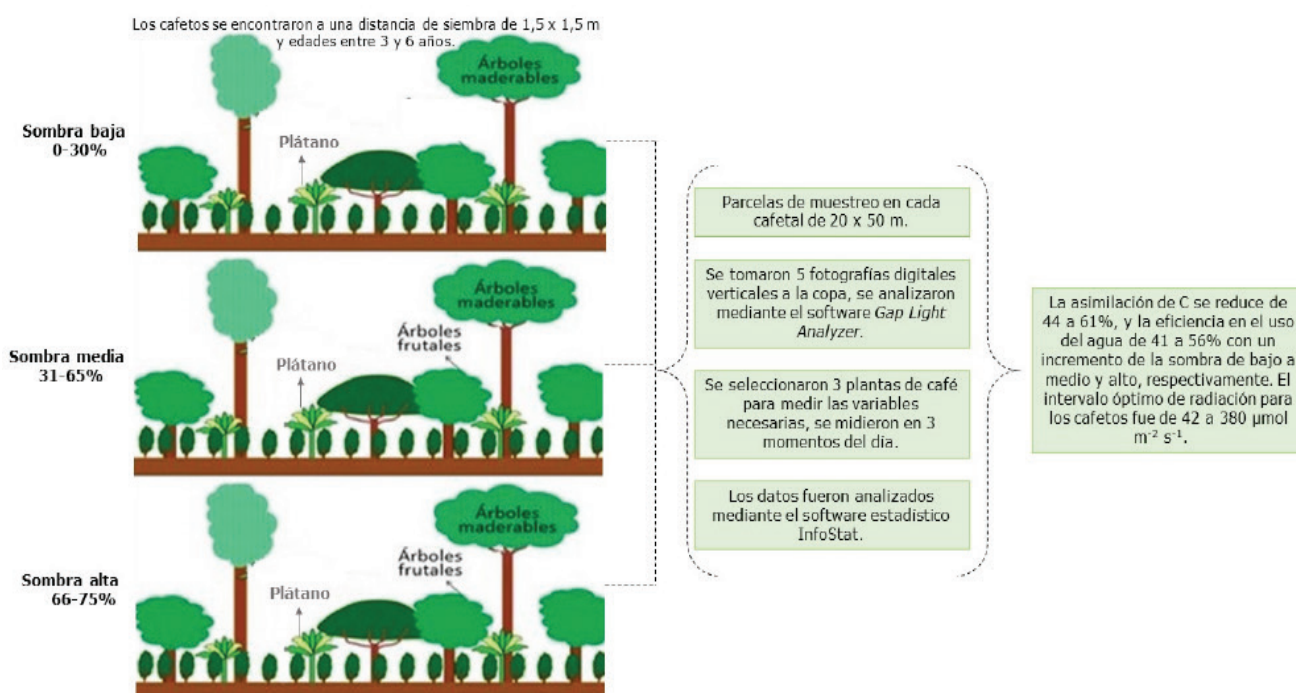 Los cafetos se encontraron a una distancia de siembra de 1,5 x 1,5 m
y edades entre 3 y 6 años.
Sombra baja
0-30%
Plátano
Árboles
maderables
Sombra media
31-65%
Plátano
Árboles
frutales
Árboles
maderables
Sombra alta
66-75%
Plátano
Árboles
frutales
Árboles
maderables
Parcelas de muestreo en cada
cafetal de 20 x 50 m.
Se tomaron 5 fotografías digitales
verticales a la copa, se analizaron
mediante el software Gap Light
Analyzer.
Se seleccionaron 3 plantas de café
para medir las variables
necesarias, se midieron en 3
momentos del día.
Los datos fueron analizados
mediante el software estadístico
InfoStat.
La asimilación de C se reduce de
44 a 61%, y la eficiencia en el uso
del agua de 41 a 56% con un
incremento de la sombra de bajo a
medio y alto, respectivamente. El
intervalo óptimo de radiación para
los cafetos fue de 42 a 380 µmol
m⁻² s⁻¹.